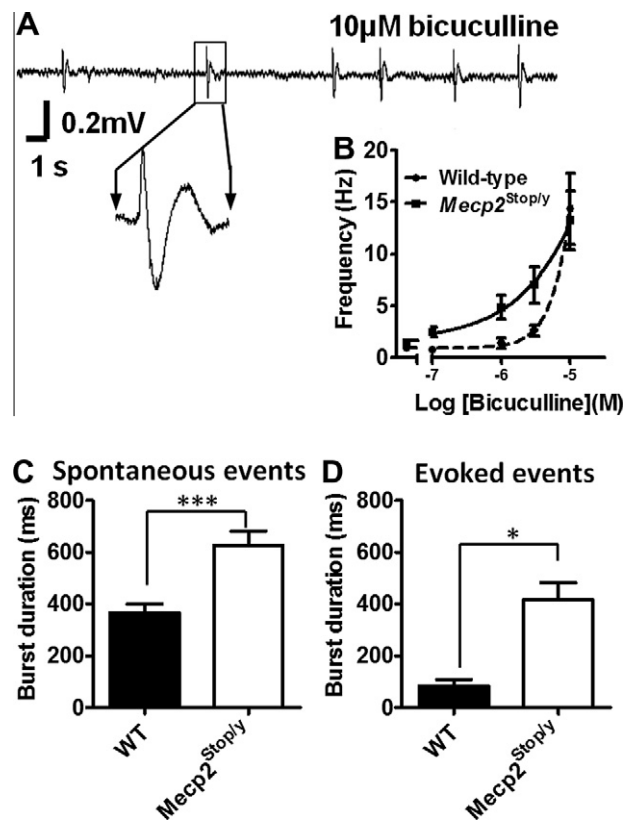 A
10µM bicuculline
0.2mV
1 s
B
20
15
10
5
0
Frequency (Hz)
Wild-type
Mecp2Stop/y
-7
-6
-5
Log [Bicuculline](M)
C
Spontaneous events
800
600
400
200
0
Burst duration (ms)
***
WT
Mecp2Stop/y
D
Evoked events
800
600
400
200
0
Burst duration (ms)
*
WT
Mecp2Stop/y